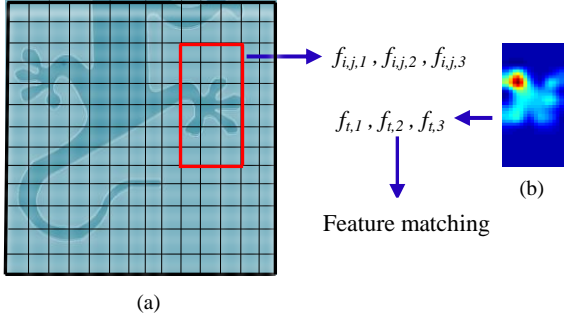 f_{i,j,1} , f_{i,j,2} , f_{i,j,3}
f_{t,1} , f_{t,2} , f_{t,3}
(b)
Feature matching
(a)